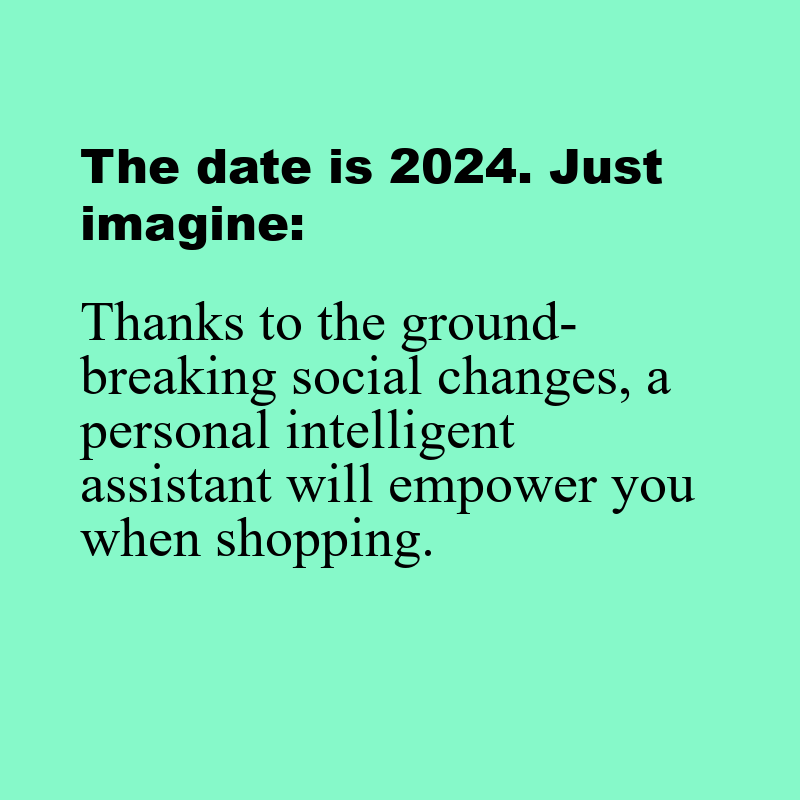 The date is 2024. Just
imagine:
Thanks to the ground-
breaking social changes, a
personal intelligent
assistant will empower you
when shopping.